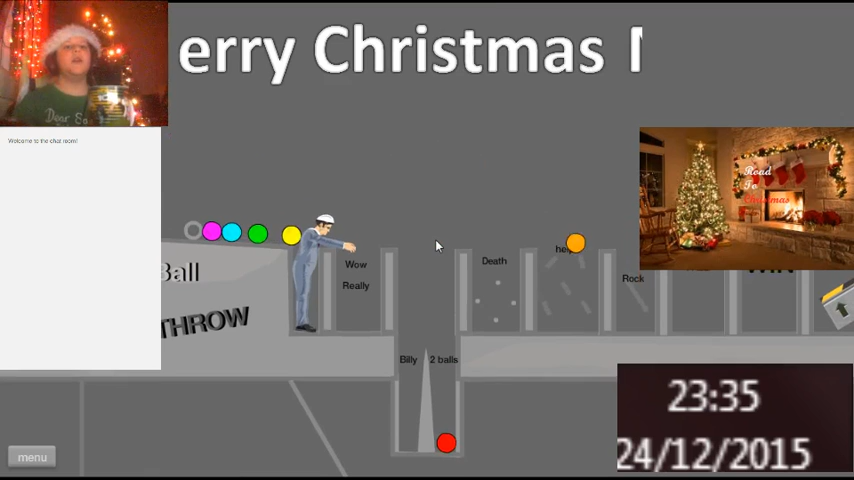 erry Christmas
Welcome to the chat room!
Road
To
Christmas
Ball
THROW
Wow
Really
Death
help
Rock
Billy
2 balls
menu
23:35
24/12/2015